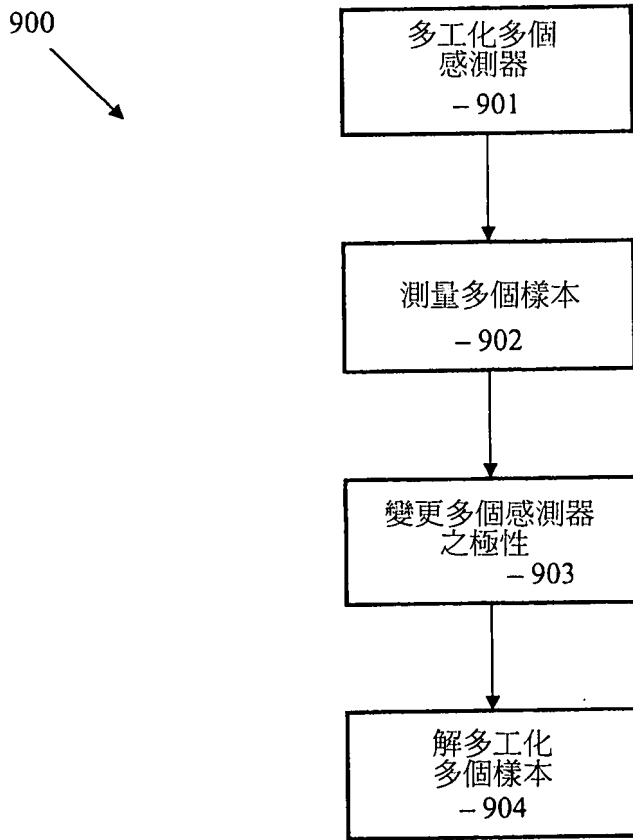 900
多工化多個
感測器
– 901
測量多個樣本
– 902
變更多個感測器
之極性
– 903
解多工化
多個樣本
– 904